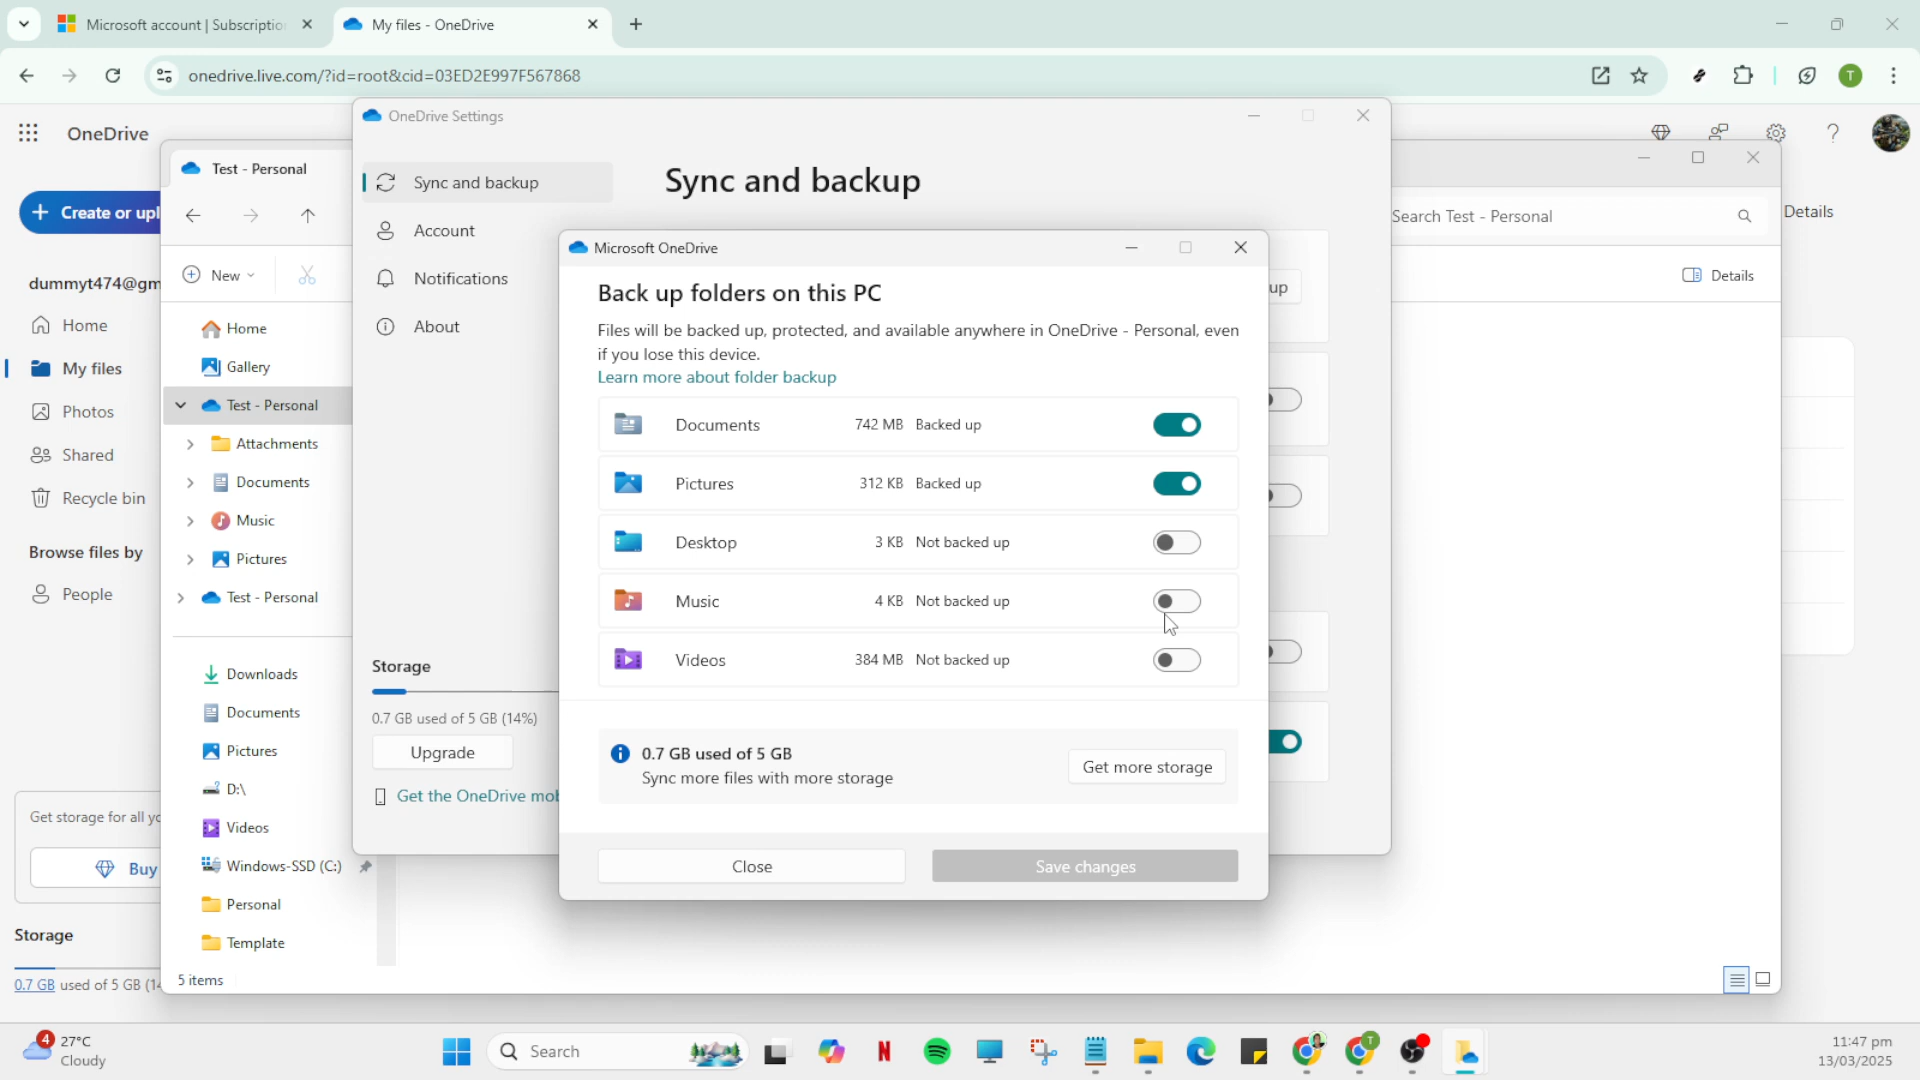 Microsoft account | Subscriptio
My files - OneDrive
onedrive.live.com/?id=root&cid=03ED2E997F567868
T
OneDrive
Create or upl
dummyt474@gm
Home
My files
Photos
Shared
Recycle bin
Browse files by
People
Get storage for all yo
Buy
Storage
0.7 GB used of 5 GB (14
Details
Test - Personal
Search Test - Personal
New
Details
Home
Gallery
Test - Personal
Attachments
Documents
Music
Pictures
Test - Personal
Downloads
Documents
Pictures
D:\
Videos
Windows-SSD (C:)
Personal
Template
5 items
OneDrive Settings
Sync and backup
Account
Notifications
About
Storage
0.7 GB used of 5 GB (14%)
Upgrade
Get the OneDrive mob
Sync and backup
up
Microsoft OneDrive
Back up folders on this PC
Files will be backed up, protected, and available anywhere in OneDrive - Personal, even
if you lose this device.
Learn more about folder backup
Documents 742 MB Backed up
Pictures 312 KB Backed up
Desktop 3 KB Not backed up
Music 4 KB Not backed up
Videos 384 MB Not backed up
0.7 GB used of 5 GB
Sync more files with more storage
Get more storage
Close
Save changes
4
27°C
Cloudy
Search
N
T
11:47 pm
13/03/2025